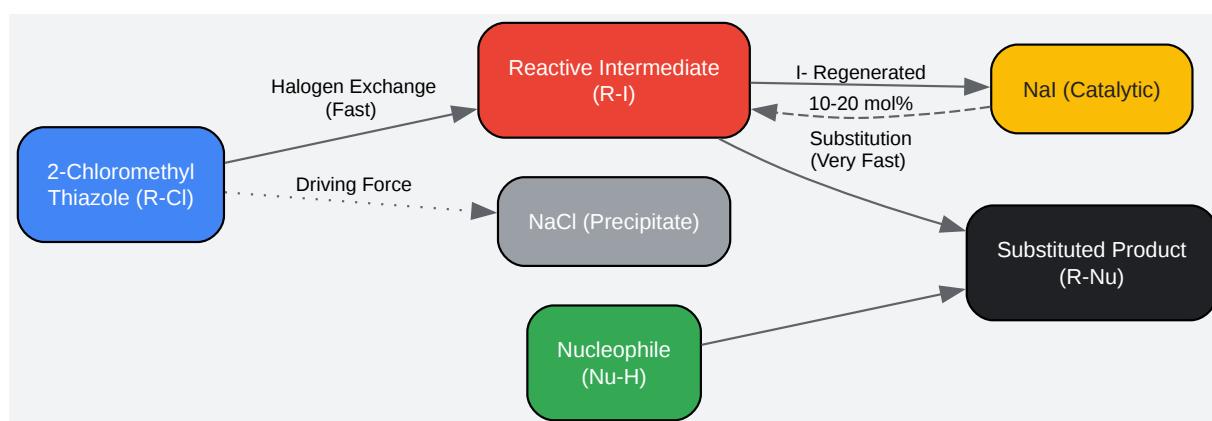 Halogen Exchange
(Fast)
2-Chloromethyl
Thiazole (R-Cl)
Driving Force
Reactive Intermediate
(R-I)
NaCl (Precipitate)
Nucleophile
(Nu-H)
I- Regenerated
10-20 mol%
Substitution
(Very Fast)
NaI (Catalytic)
Substituted Product
(R-Nu)